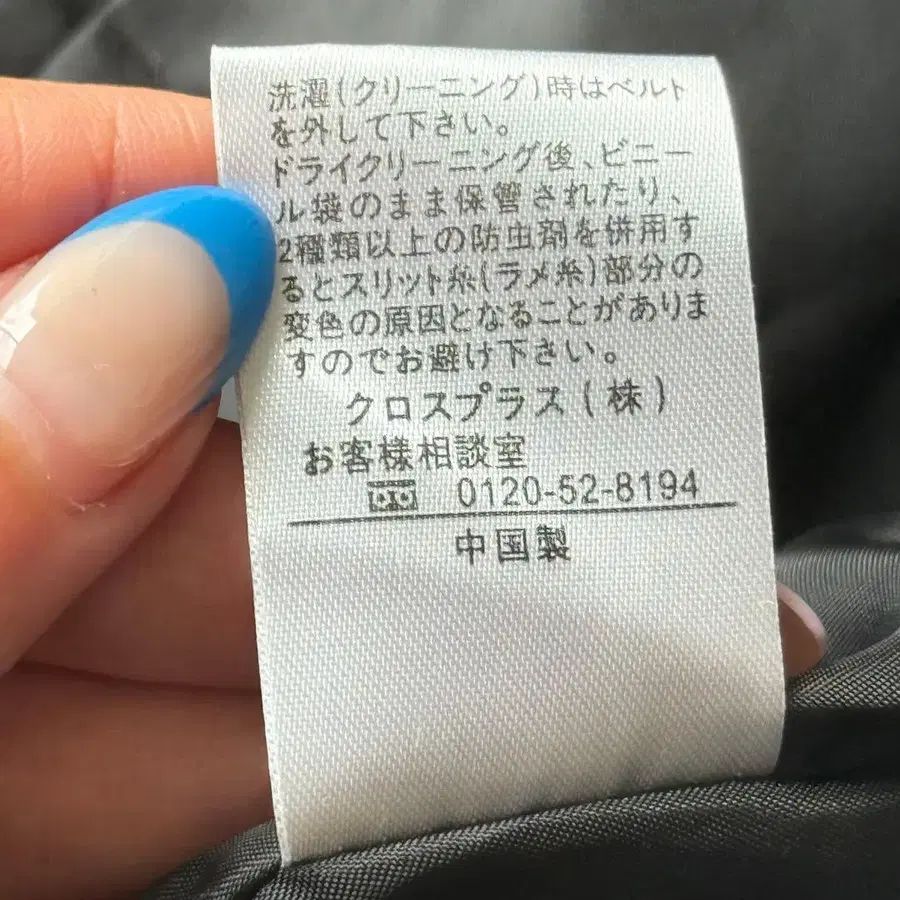 洗濯(クリーニング)時はベルト
を外して下さい。
ドライクリーニング後、ビニー
ル袋のまま保管されたり、
2種類以上の防虫剤を併用す
るとスリット糸(ラメ糸)部分の
変色の原因となることがありま
すのでお避け下さい。
クロスプラス(株)
お客様相談室
0120-52-8194
中国製